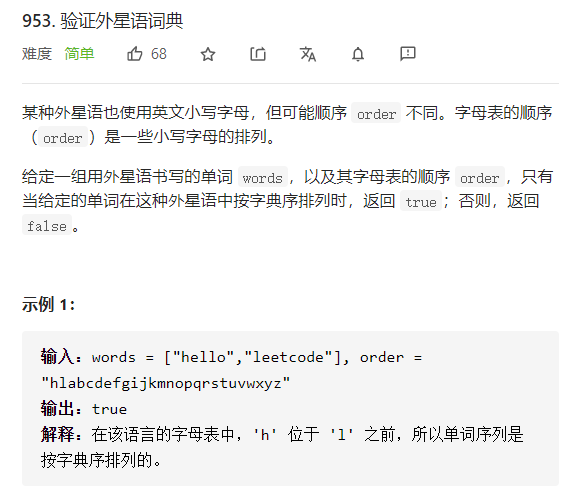 953. 验证外星语词典
难度 简单 68
某种外星语也使用英文小写字母，但可能顺序 order 不同。字母表的顺序
（order）是一些小写字母的排列。
给定一组用外星语书写的单词 words，以及其字母表的顺序 order，只有
当给定的单词在这种外星语中按字典序排列时，返回 true；否则，返回
false。
示例 1：
输入：words = ["hello","leetcode"], order =
"hlabcdefgijkmnopqrstuvwxyz"
输出：true
解释：在该语言的字母表中，'h' 位于 'l' 之前，所以单词序列是
按字典序排列的。